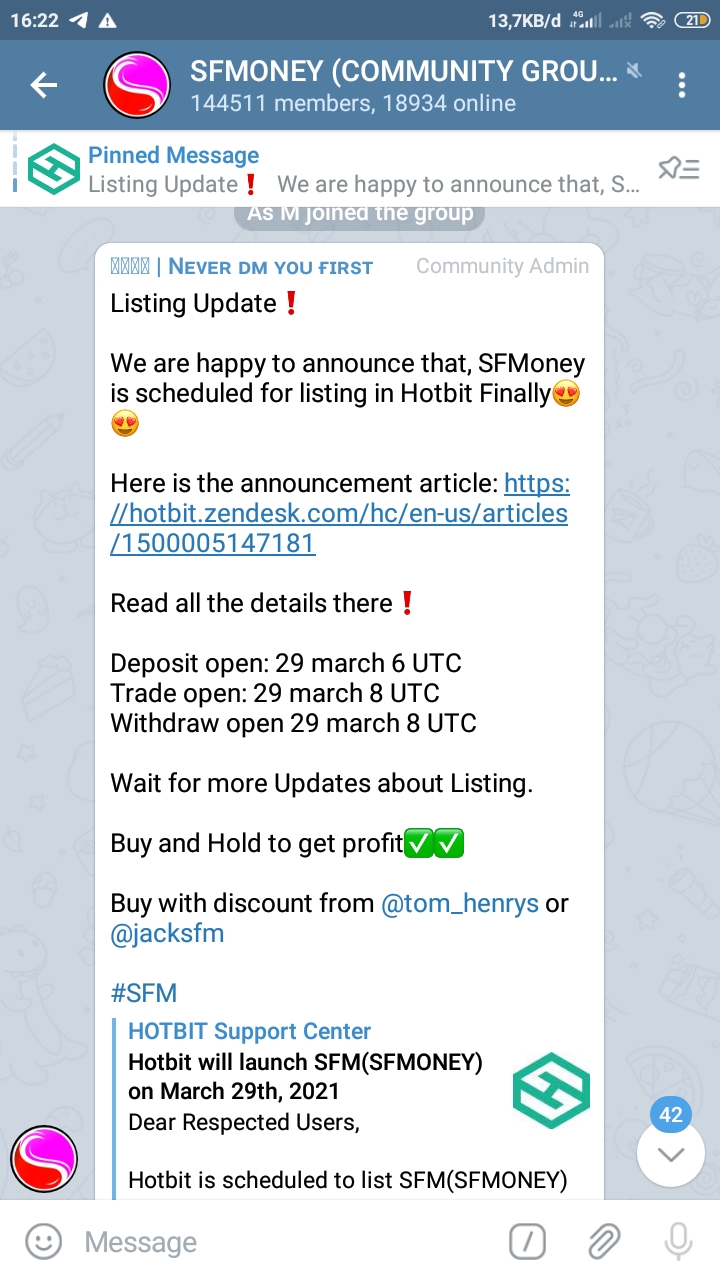 16:22
13,7KB/d 4G 21
SFMONEY (COMMUNITY GROU...
144511 members, 18934 online
Pinned Message
Listing Update❗ We are happy to announce that, S...
As M joined the group
| Nᴇᴠᴇʀ ᴅᴍ ʏᴏᴜ ғɪʀsᴛ Community Admin
Listing Update❗
We are happy to announce that, SFMoney
is scheduled for listing in Hotbit Finally😍
😍
Here is the announcement article: https:
//hotbit.zendesk.com/hc/en-us/articles
/1500005147181
Read all the details there❗
Deposit open: 29 march 6 UTC
Trade open: 29 march 8 UTC
Withdraw open 29 march 8 UTC
Wait for more Updates about Listing.
Buy and Hold to get profit✅✅
Buy with discount from @tom_henrys or
@jacksfm
#SFM
HOTBIT Support Center
Hotbit will launch SFM(SFMONEY)
on March 29th, 2021
Dear Respected Users,
Hotbit is scheduled to list SFM(SFMONEY)
42
Message